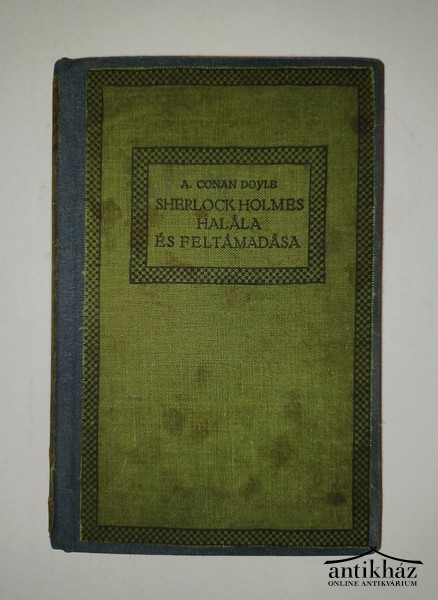 A. CONAN DOYLE
SHERLOCK HOLMES
HALÁLA
ÉS FELTÁMADÁSA
antikház
ONLINE ANTIKVÁRIUM